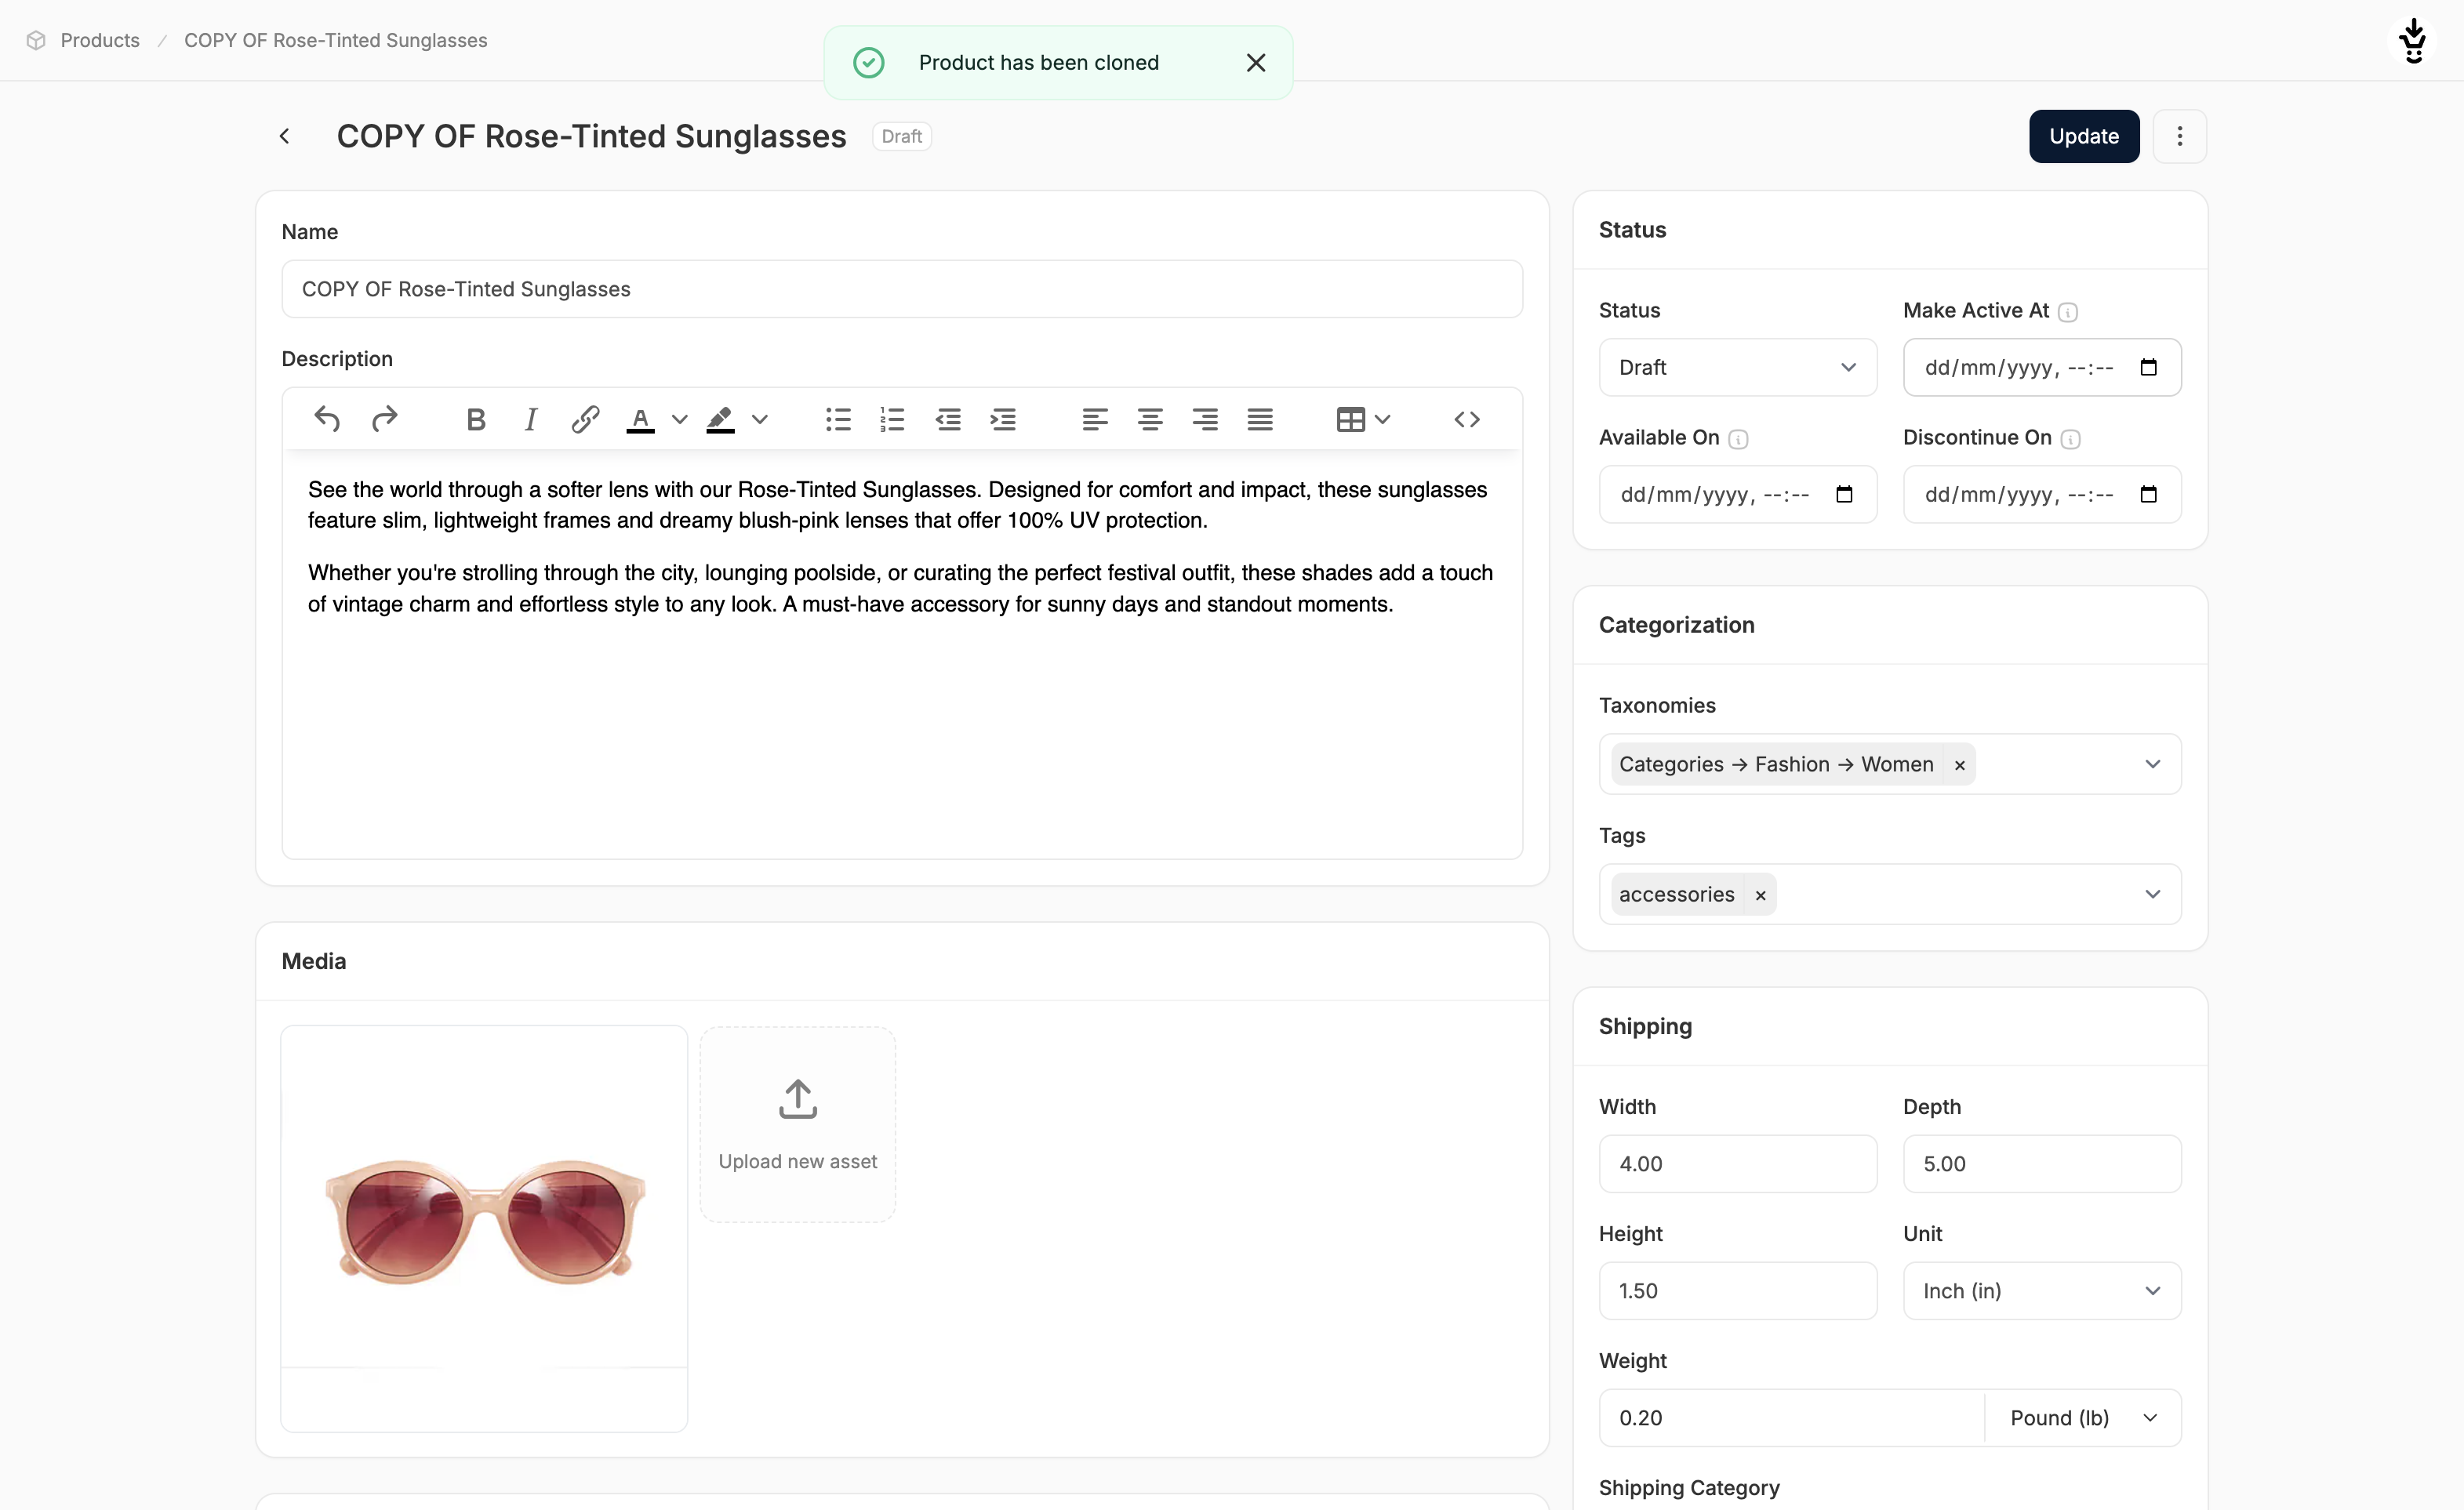 Products / COPY OF Rose-Tinted Sunglasses
Product has been cloned
COPY OF Rose-Tinted Sunglasses Draft
Update
Name
COPY OF Rose-Tinted Sunglasses
Description
See the world through a softer lens with our Rose-Tinted Sunglasses. Designed for comfort and impact, these sunglasses
feature slim, lightweight frames and dreamy blush-pink lenses that offer 100% UV protection.
Whether you're strolling through the city, lounging poolside, or curating the perfect festival outfit, these shades add a touch
of vintage charm and effortless style to any look. A must-have accessory for sunny days and standout moments.
Media
Upload new asset
Status
Status Make Active At
Draft dd/mm/yyyy, --:--
Available On Discontinue On
dd/mm/yyyy, --:-- dd/mm/yyyy, --:--
Categorization
Taxonomies
Categories → Fashion → Women ×
Tags
accessories ×
Shipping
Width Depth
4.00 5.00
Height Unit
1.50 Inch (in)
Weight
0.20 Pound (lb)
Shipping Category